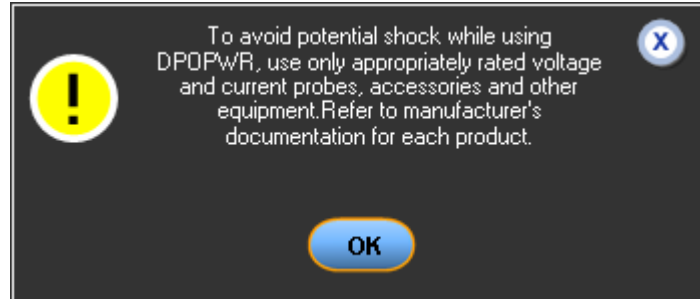 To avoid potential shock while using
DPOPWR, use only appropriately rated voltage
and current probes, accessories and other
equipment.Refer to manufacturer's
documentation for each product.
X
!
OK